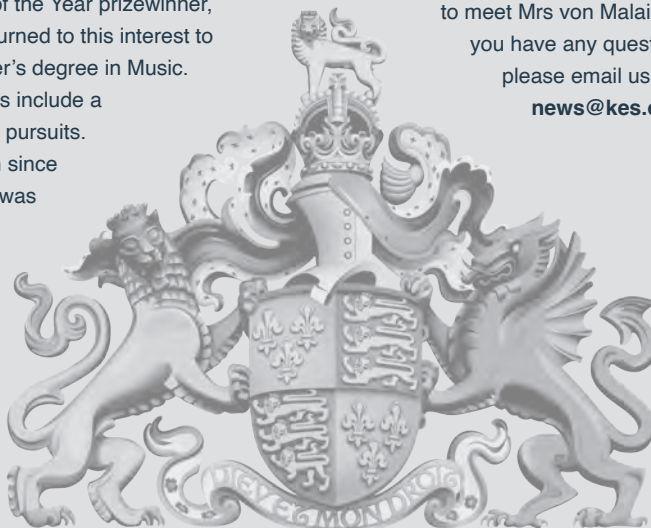 of the Year prizewinner,
urned to this interest to
er's degree in Music.
s include a
pursuits.
since
was
to meet Mrs von Malai
you have any quest
please email us
news@kes.
DIEV ET MON DROIT